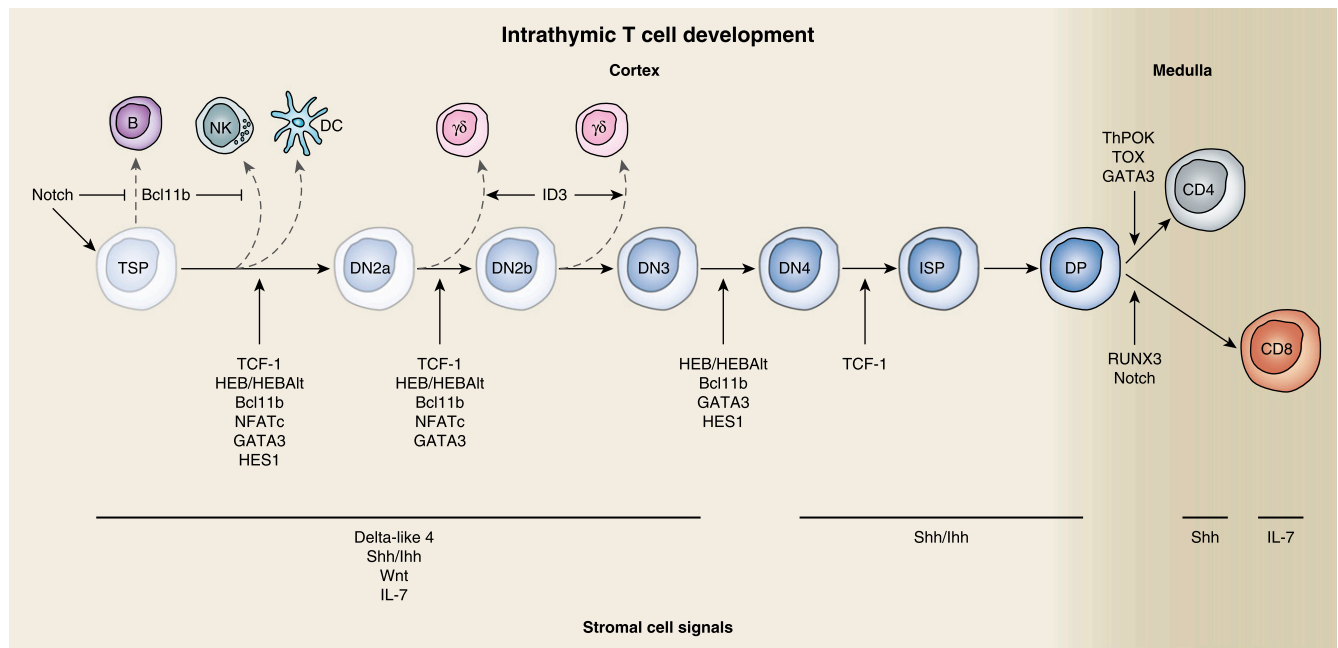 Intrathymic T cell development
Cortex
Medulla
B
NK
DC
γδ
γδ
Notch
Bcl11b
ID3
ThPOK
TOX
GATA3
CD4
TSP
DN2a
DN2b
DN3
DN4
ISP
DP
CD8
TCF-1
HEB/HEBAlt
Bcl11b
NFATc
GATA3
HES1
TCF-1
HEB/HEBAlt
Bcl11b
NFATc
GATA3
HEB/HEBAlt
Bcl11b
GATA3
HES1
TCF-1
RUNX3
Notch
Delta-like 4
Shh/Ihh
Wnt
IL-7
Shh/Ihh
Shh
IL-7
Stromal cell signals